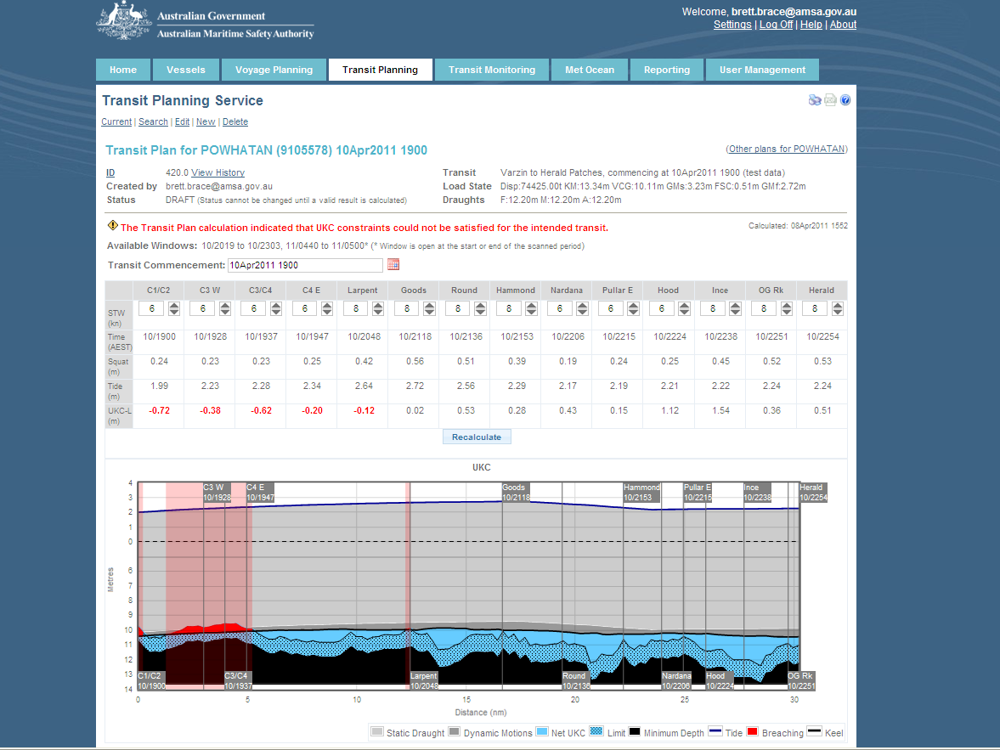 Australian Government
Australian Maritime Safety Authority
Welcome, brett.brace@amsa.gov.au
Settings | Log Off | Help | About
Home Vessels Voyage Planning Transit Planning Transit Monitoring Met Ocean Reporting User Management
Transit Planning Service
Current | Search | Edit | New | Delete
Transit Plan for POWHATAN (9105578) 10Apr2011 1900
(Other plans for POWHATAN)
ID 420.0 View History Transit Varzin to Herald Patches, commencing at 10Apr2011 1900 (test data)
Created by brett.brace@amsa.gov.au Load State Disp:74425.00t KM:13.34m VCG:10.11m GMs:3.23m FSC:0.51m GMf:2.72m
Status DRAFT (Status cannot be changed until a valid result is calculated) Draughts F:12.20m M:12.20m A:12.20m
The Transit Plan calculation indicated that UKC constraints could not be satisfied for the intended transit. Calculated: 08Apr2011 1552
Available Windows: 10/2019 to 10/2303, 11/0440 to 11/0500* (* Window is open at the start or end of the scanned period)
Transit Commencement: 10Apr2011 1900
C1/C2 C3 W C3/C4 C4 E Larpent Goods Round Hammond Nardana Pullar E Hood Ince OG Rk Herald
STW (kn) 6 6 6 6 8 8 8 8 6 6 6 8 8 8
Time (AEST) 10/1900 10/1928 10/1937 10/1947 10/2048 10/2118 10/2136 10/2153 10/2206 10/2215 10/2224 10/2238 10/2251 10/2254
Squat (m) 0.24 0.23 0.23 0.25 0.42 0.56 0.51 0.39 0.19 0.24 0.25 0.45 0.52 0.53
Tide (m) 1.99 2.23 2.28 2.34 2.64 2.72 2.56 2.29 2.17 2.19 2.21 2.22 2.24 2.24
UKC-L (m) -0.72 -0.38 -0.62 -0.20 -0.12 0.02 0.53 0.28 0.43 0.15 1.12 1.54 0.36 0.51
Recalculate
UKC
C3 W C4 E Goods Hammond Pullar E Ince Herald
10/1928 10/1947 10/2118 10/2153 10/2215 10/2238 10/2254
4
3
2
1
0
6
7
8
9
10
11
12
13
14
Metres
C1/C2 C3/C4 Larpent Round Nardana Hood OG Rk
10/1900 10/1937 10/2048 10/2136 10/2206 10/2224 10/2251
0 5 10 15 20 25 30
Distance (nm)
Static Draught Dynamic Motions Net UKC Limit Minimum Depth Tide Breaching Keel